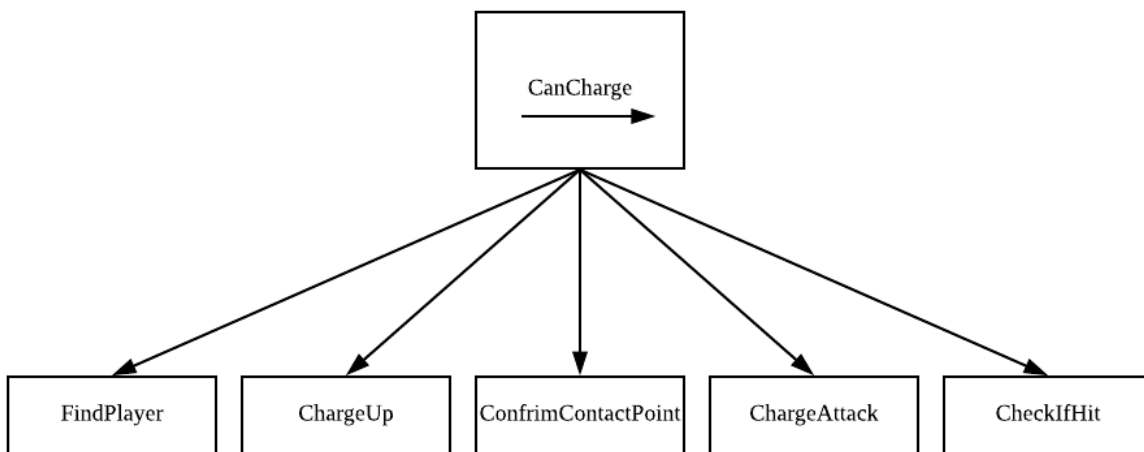 CanCharge
FindPlayer
ChargeUp
ConfrimContactPoint
ChargeAttack
CheckIfHit